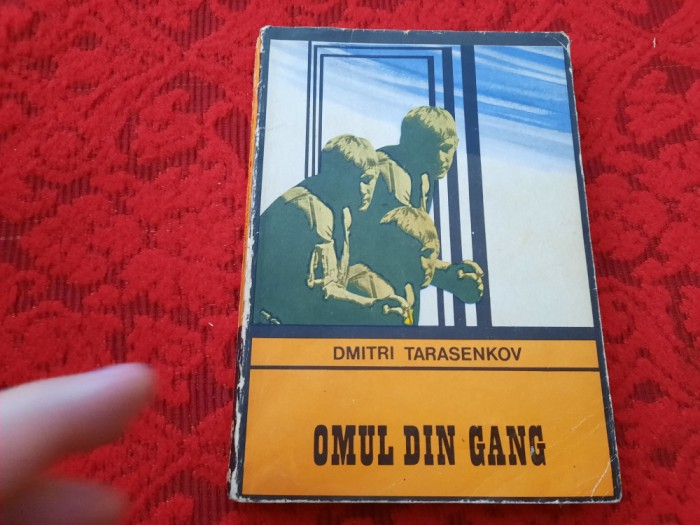 DMITRI TARASENKOV
OMUL DIN GANG